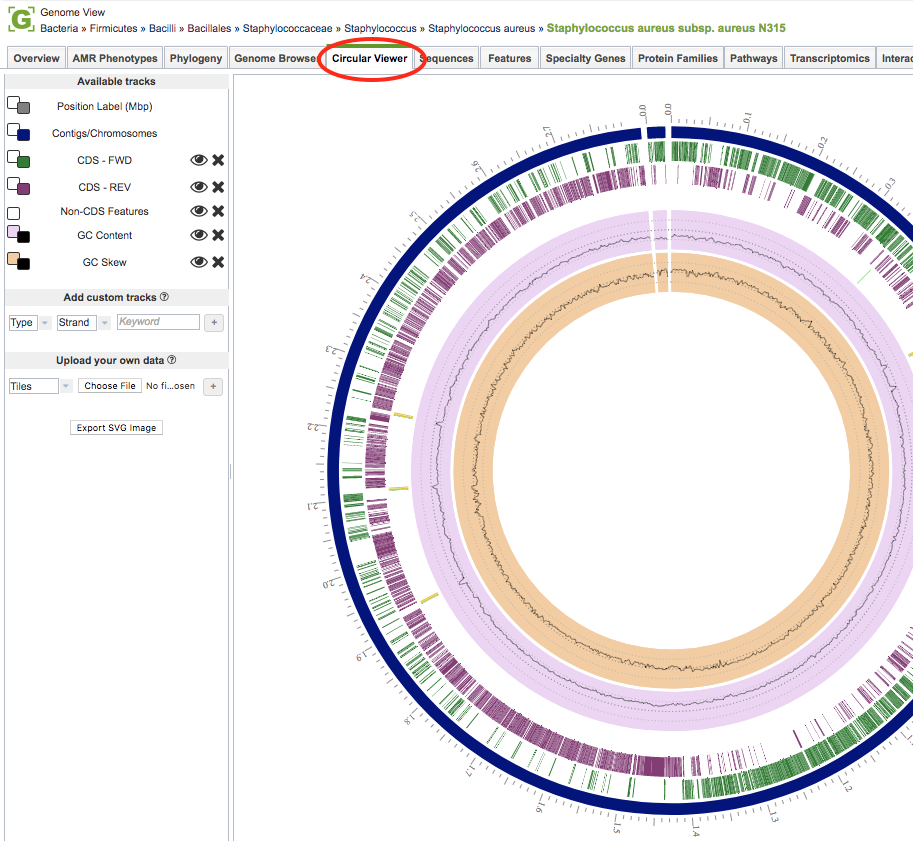 G
Genome View
Bacteria » Firmicutes » Bacilli » Bacillales » Staphylococcaceae » Staphylococcus » Staphylococcus aureus » Staphylococcus aureus subsp. aureus N315
Overview AMR Phenotypes Phylogeny Genome Browse Circular Viewer Sequences Features Specialty Genes Protein Families Pathways Transcriptomics Interac
Available tracks
Position Label (Mbp)
Contigs/Chromosomes
CDS - FWD
CDS - REV
Non-CDS Features
GC Content
GC Skew
Add custom tracks ?
Type Strand Keyword +
Upload your own data ?
Tiles Choose File No fi...osen +
Export SVG Image
0.0
0.0
0.1
0.2
0.3
1.2
1.3
1.4
1.5
1.6
1.7
1.8
1.9
2.0
2.1
2.2
2.3
2.4
2.5
2.6
2.7